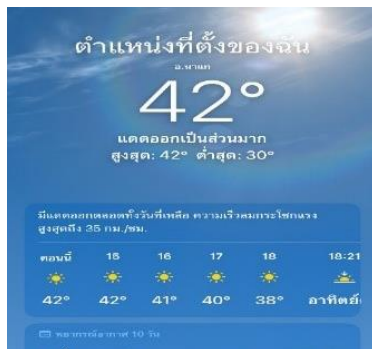 ตำแหน่งที่ตั้งของฉัน
อ.นาแก
42°
แดดออกเป็นส่วนมาก
สูงสุด: 42° ต่ำสุด: 30°
มีแดดออกตลอดทั้งวันที่เหลือ ความเร็วลมกระโชกแรง
สูงสุดถึง 35 กม./ชม.
ตอนนี้ 15 16 17 18 18:21
42° 42° 41° 40° 38° อาทิตย์
พยากรณ์อากาศ 10 วัน